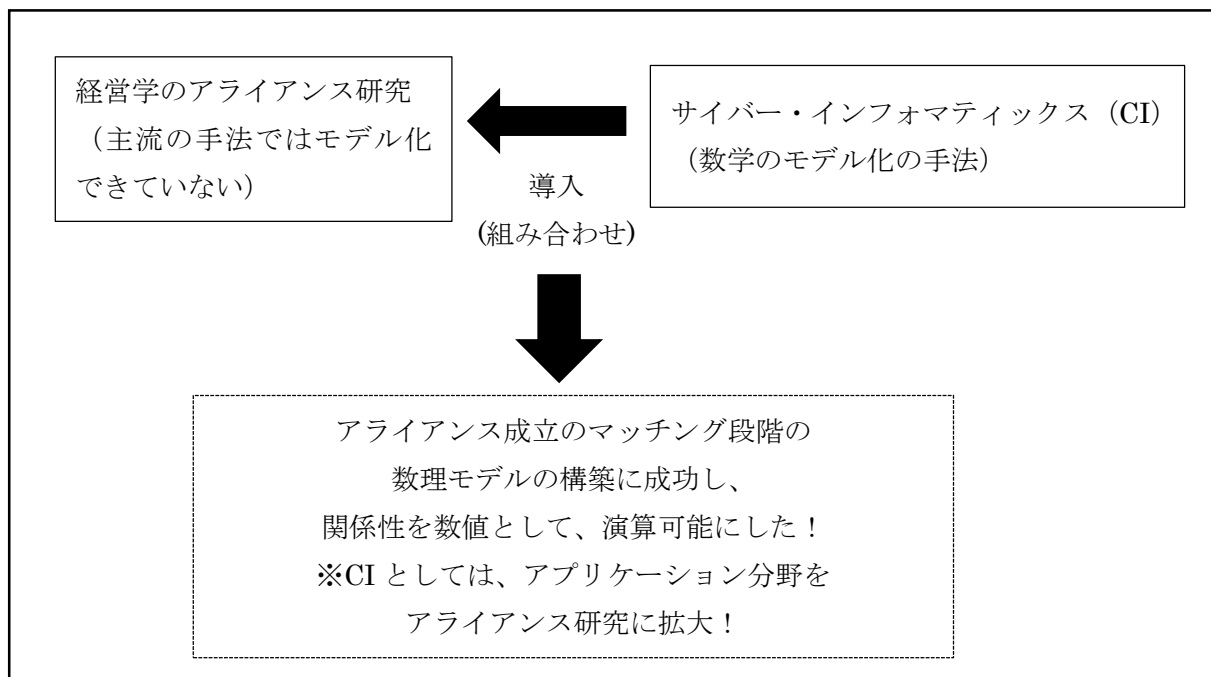 経営学のアライアンス研究
（主流の手法ではモデル化
できていない）
サイバー・インフォマティックス（CI）
（数学のモデル化の手法）
導入
(組み合わせ)
アライアンス成立のマッチング段階の
数理モデルの構築に成功し、
関係性を数値として、演算可能にした！
※CI としては、アプリケーション分野を
アライアンス研究に拡大！